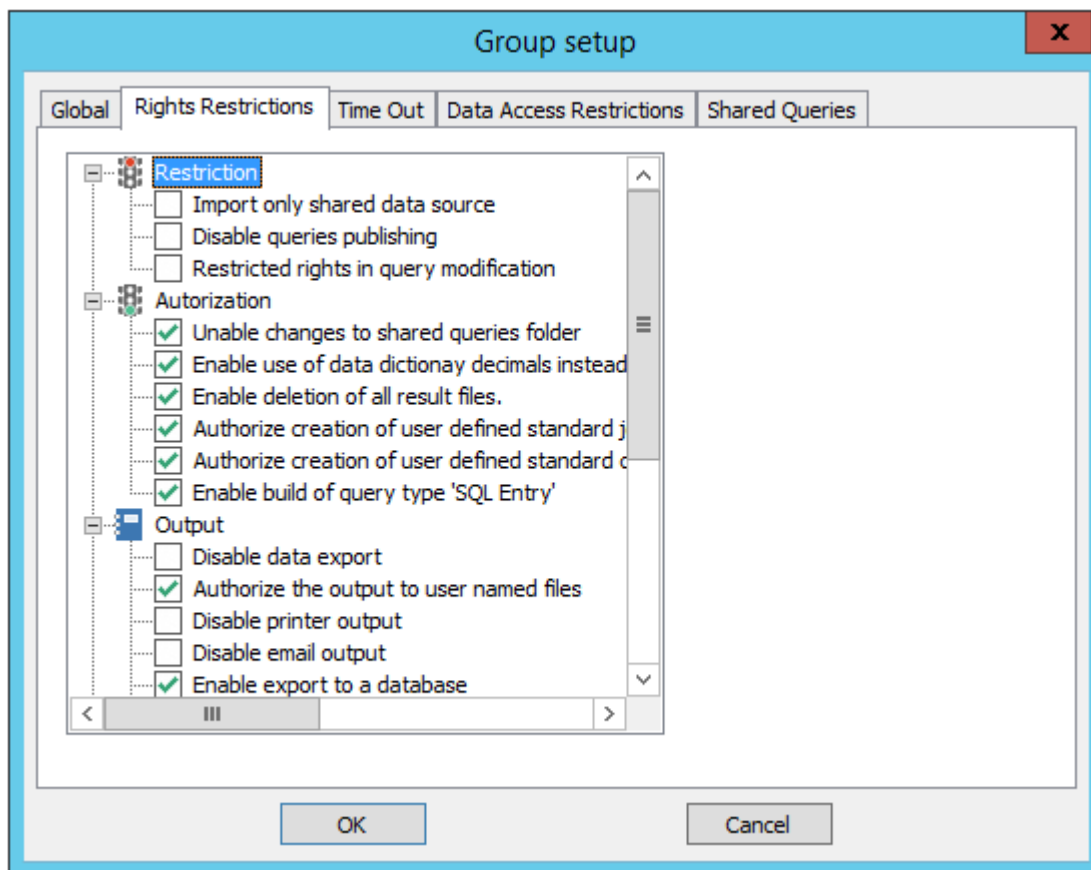 Group setup
x
Global Rights Restrictions Time Out Data Access Restrictions Shared Queries
Restriction
Import only shared data source
Disable queries publishing
Restricted rights in query modification
Autorization
Unable changes to shared queries folder
Enable use of data dictionay decimals instead
Enable deletion of all result files.
Authorize creation of user defined standard j
Authorize creation of user defined standard
Enable build of query type 'SQL Entry'
Output
Disable data export
Authorize the output to user named files
Disable printer output
Disable email output
Enable export to a database
OK Cancel